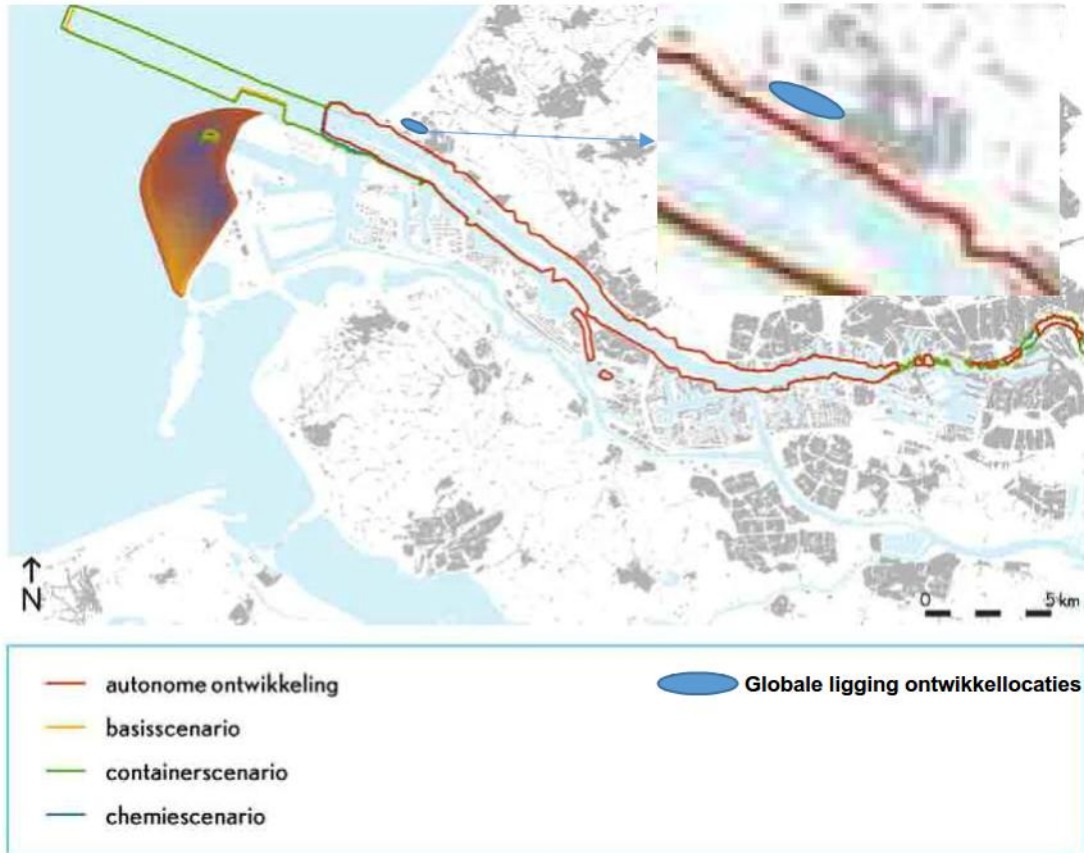 N
0 5 km
autonome ontwikkeling
basisscenario
containerscenario
chemiescenario
Globale ligging ontwikkellocaties